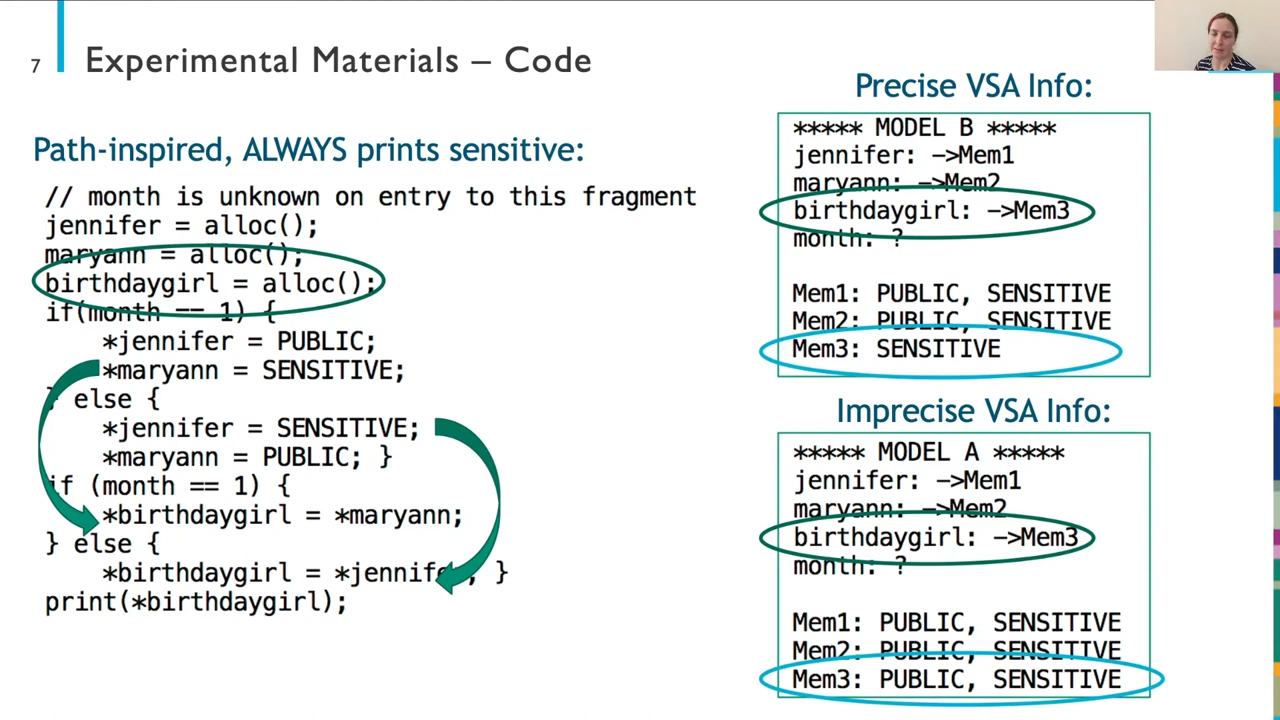 7
Experimental Materials – Code
Path-inspired, ALWAYS prints sensitive:
// month is unknown on entry to this fragment
jennifer = alloc();
maryann = alloc();
birthdaygirl = alloc();
if(month == 1) {
*jennifer = PUBLIC;
*maryann = SENSITIVE;
} else {
*jennifer = SENSITIVE;
*maryann = PUBLIC; }
if (month == 1) {
*birthdaygirl = *maryann;
} else {
*birthdaygirl = *jennifer; }
print(*birthdaygirl);
Precise VSA Info:
***** MODEL B *****
jennifer: –>Mem1
maryann: –>Mem2
birthdaygirl: –>Mem3
month: ?
Mem1: PUBLIC, SENSITIVE
Mem2: PUBLIC, SENSITIVE
Mem3: SENSITIVE
Imprecise VSA Info:
***** MODEL A *****
jennifer: –>Mem1
maryann: –>Mem2
birthdaygirl: –>Mem3
month: ?
Mem1: PUBLIC, SENSITIVE
Mem2: PUBLIC, SENSITIVE
Mem3: PUBLIC, SENSITIVE